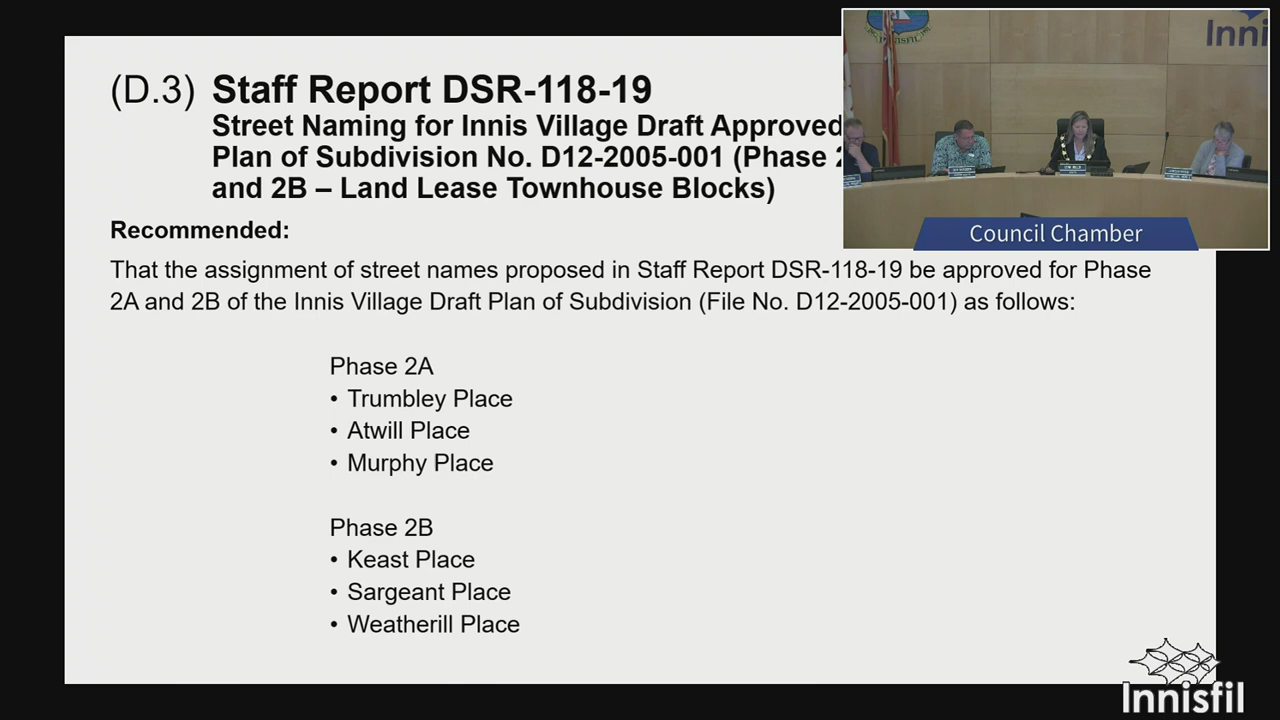 (D.3) Staff Report DSR-118-19
Street Naming for Innis Village Draft Approved
Plan of Subdivision No. D12-2005-001 (Phase
and 2B – Land Lease Townhouse Blocks)
Recommended:
That the assignment of street names proposed in Staff Report DSR-118-19 be approved for Phase
2A and 2B of the Innis Village Draft Plan of Subdivision (File No. D12-2005-001) as follows:
Phase 2A
• Trumbley Place
• Atwill Place
• Murphy Place
Phase 2B
• Keast Place
• Sargeant Place
• Weatherill Place
INNISFIL
Inni
Council Chamber
Innisfil